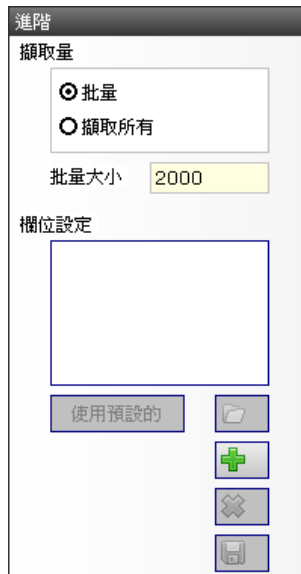 進階
擷取量
批量
擷取所有
批量大小 2000
欄位設定
使用預設的